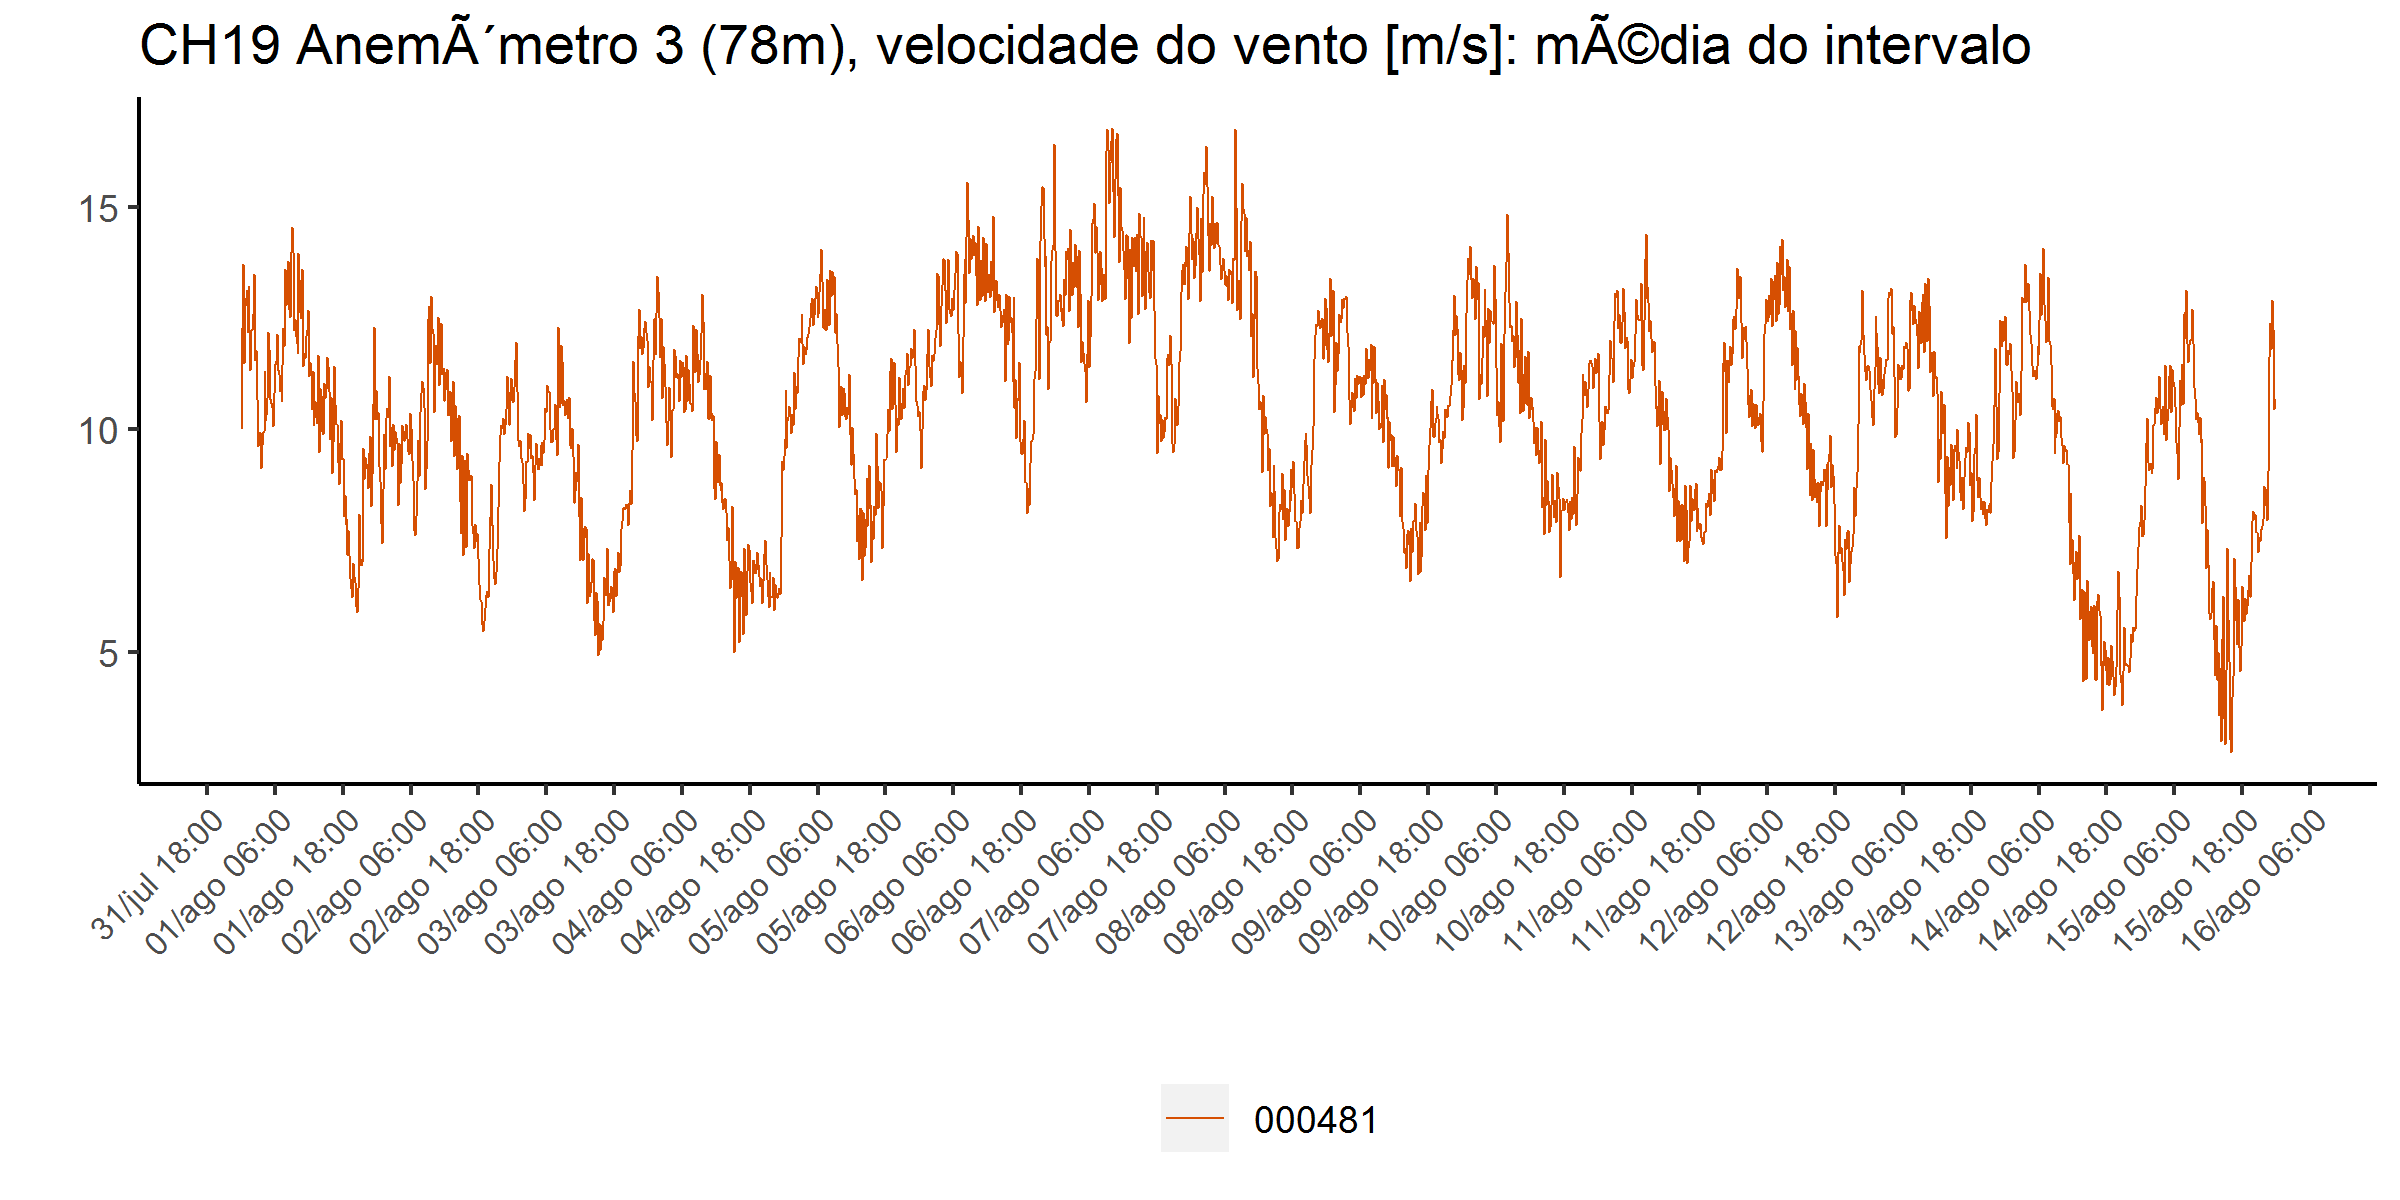 CH19 AnemÃ´metro 3 (78m), velocidade do vento [m/s]: mÃ©dia do intervalo
15
10
5
31/jul 18:00
01/ago 06:00
01/ago 18:00
02/ago 06:00
02/ago 18:00
03/ago 06:00
03/ago 18:00
04/ago 06:00
04/ago 18:00
05/ago 06:00
05/ago 18:00
06/ago 06:00
06/ago 18:00
07/ago 06:00
07/ago 18:00
08/ago 06:00
08/ago 18:00
09/ago 06:00
09/ago 18:00
10/ago 06:00
10/ago 18:00
11/ago 06:00
11/ago 18:00
12/ago 06:00
12/ago 18:00
13/ago 06:00
13/ago 18:00
14/ago 06:00
14/ago 18:00
15/ago 06:00
15/ago 18:00
16/ago 06:00
000481